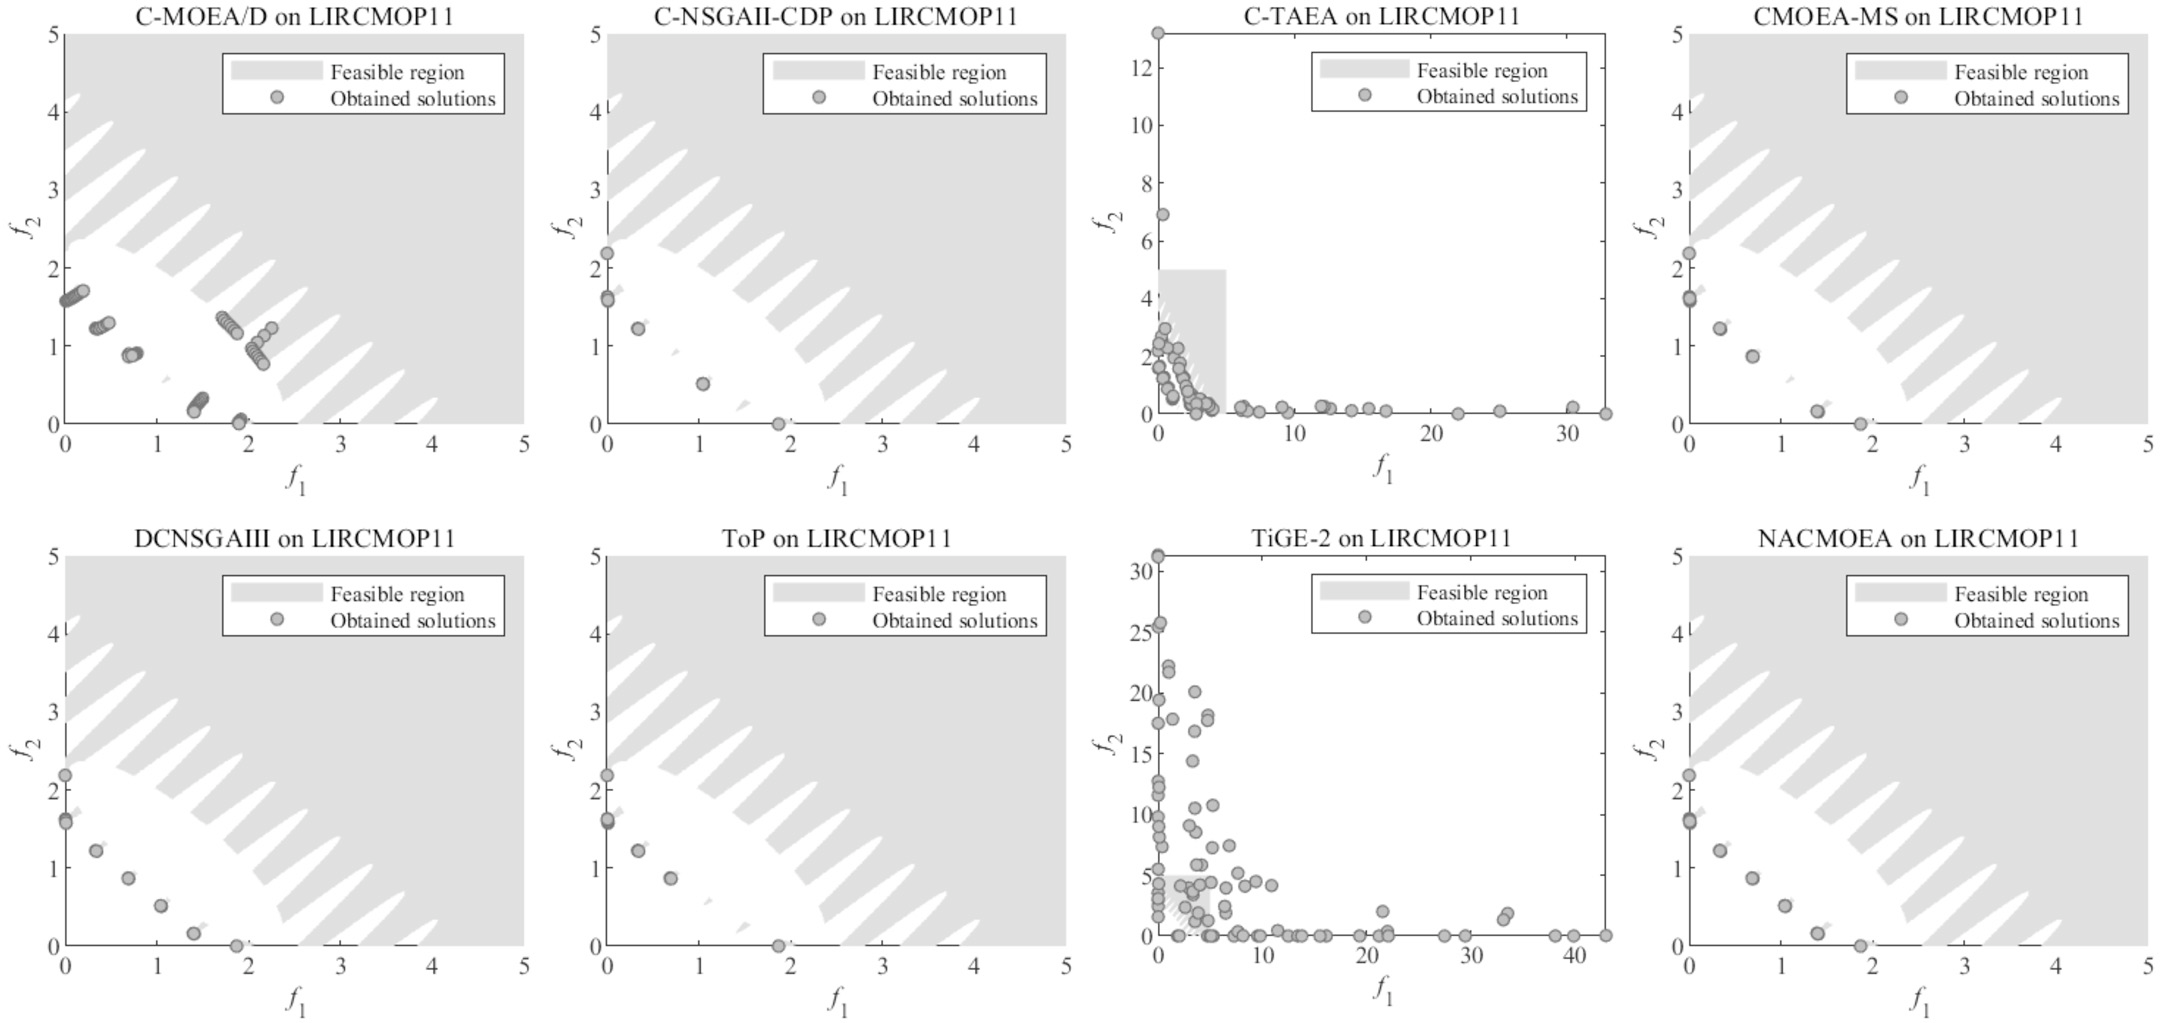 C-MOEA/D on LIRCMOP11
5
4
3
2
1
0
f2
Feasible region
Obtained solutions
0 1 2 3 4 5
f1
C-NSGAII-CDP on LIRCMOP11
5
4
3
2
1
0
f2
Feasible region
Obtained solutions
0 1 2 3 4 5
f1
C-TAEA on LIRCMOP11
12
10
8
6
4
2
0
f2
Feasible region
Obtained solutions
0 10 20 30
f1
CMOEA-MS on LIRCMOP11
5
4
3
2
1
0
f2
Feasible region
Obtained solutions
0 1 2 3 4 5
f1
DCNSGAIII on LIRCMOP11
5
4
3
2
1
0
f2
Feasible region
Obtained solutions
0 1 2 3 4 5
f1
ToP on LIRCMOP11
5
4
3
2
1
0
f2
Feasible region
Obtained solutions
0 1 2 3 4 5
f1
TiGE-2 on LIRCMOP11
30
25
20
15
10
5
0
f2
Feasible region
Obtained solutions
0 10 20 30 40
f1
NACMOEA on LIRCMOP11
5
4
3
2
1
0
f2
Feasible region
Obtained solutions
0 1 2 3 4 5
f1